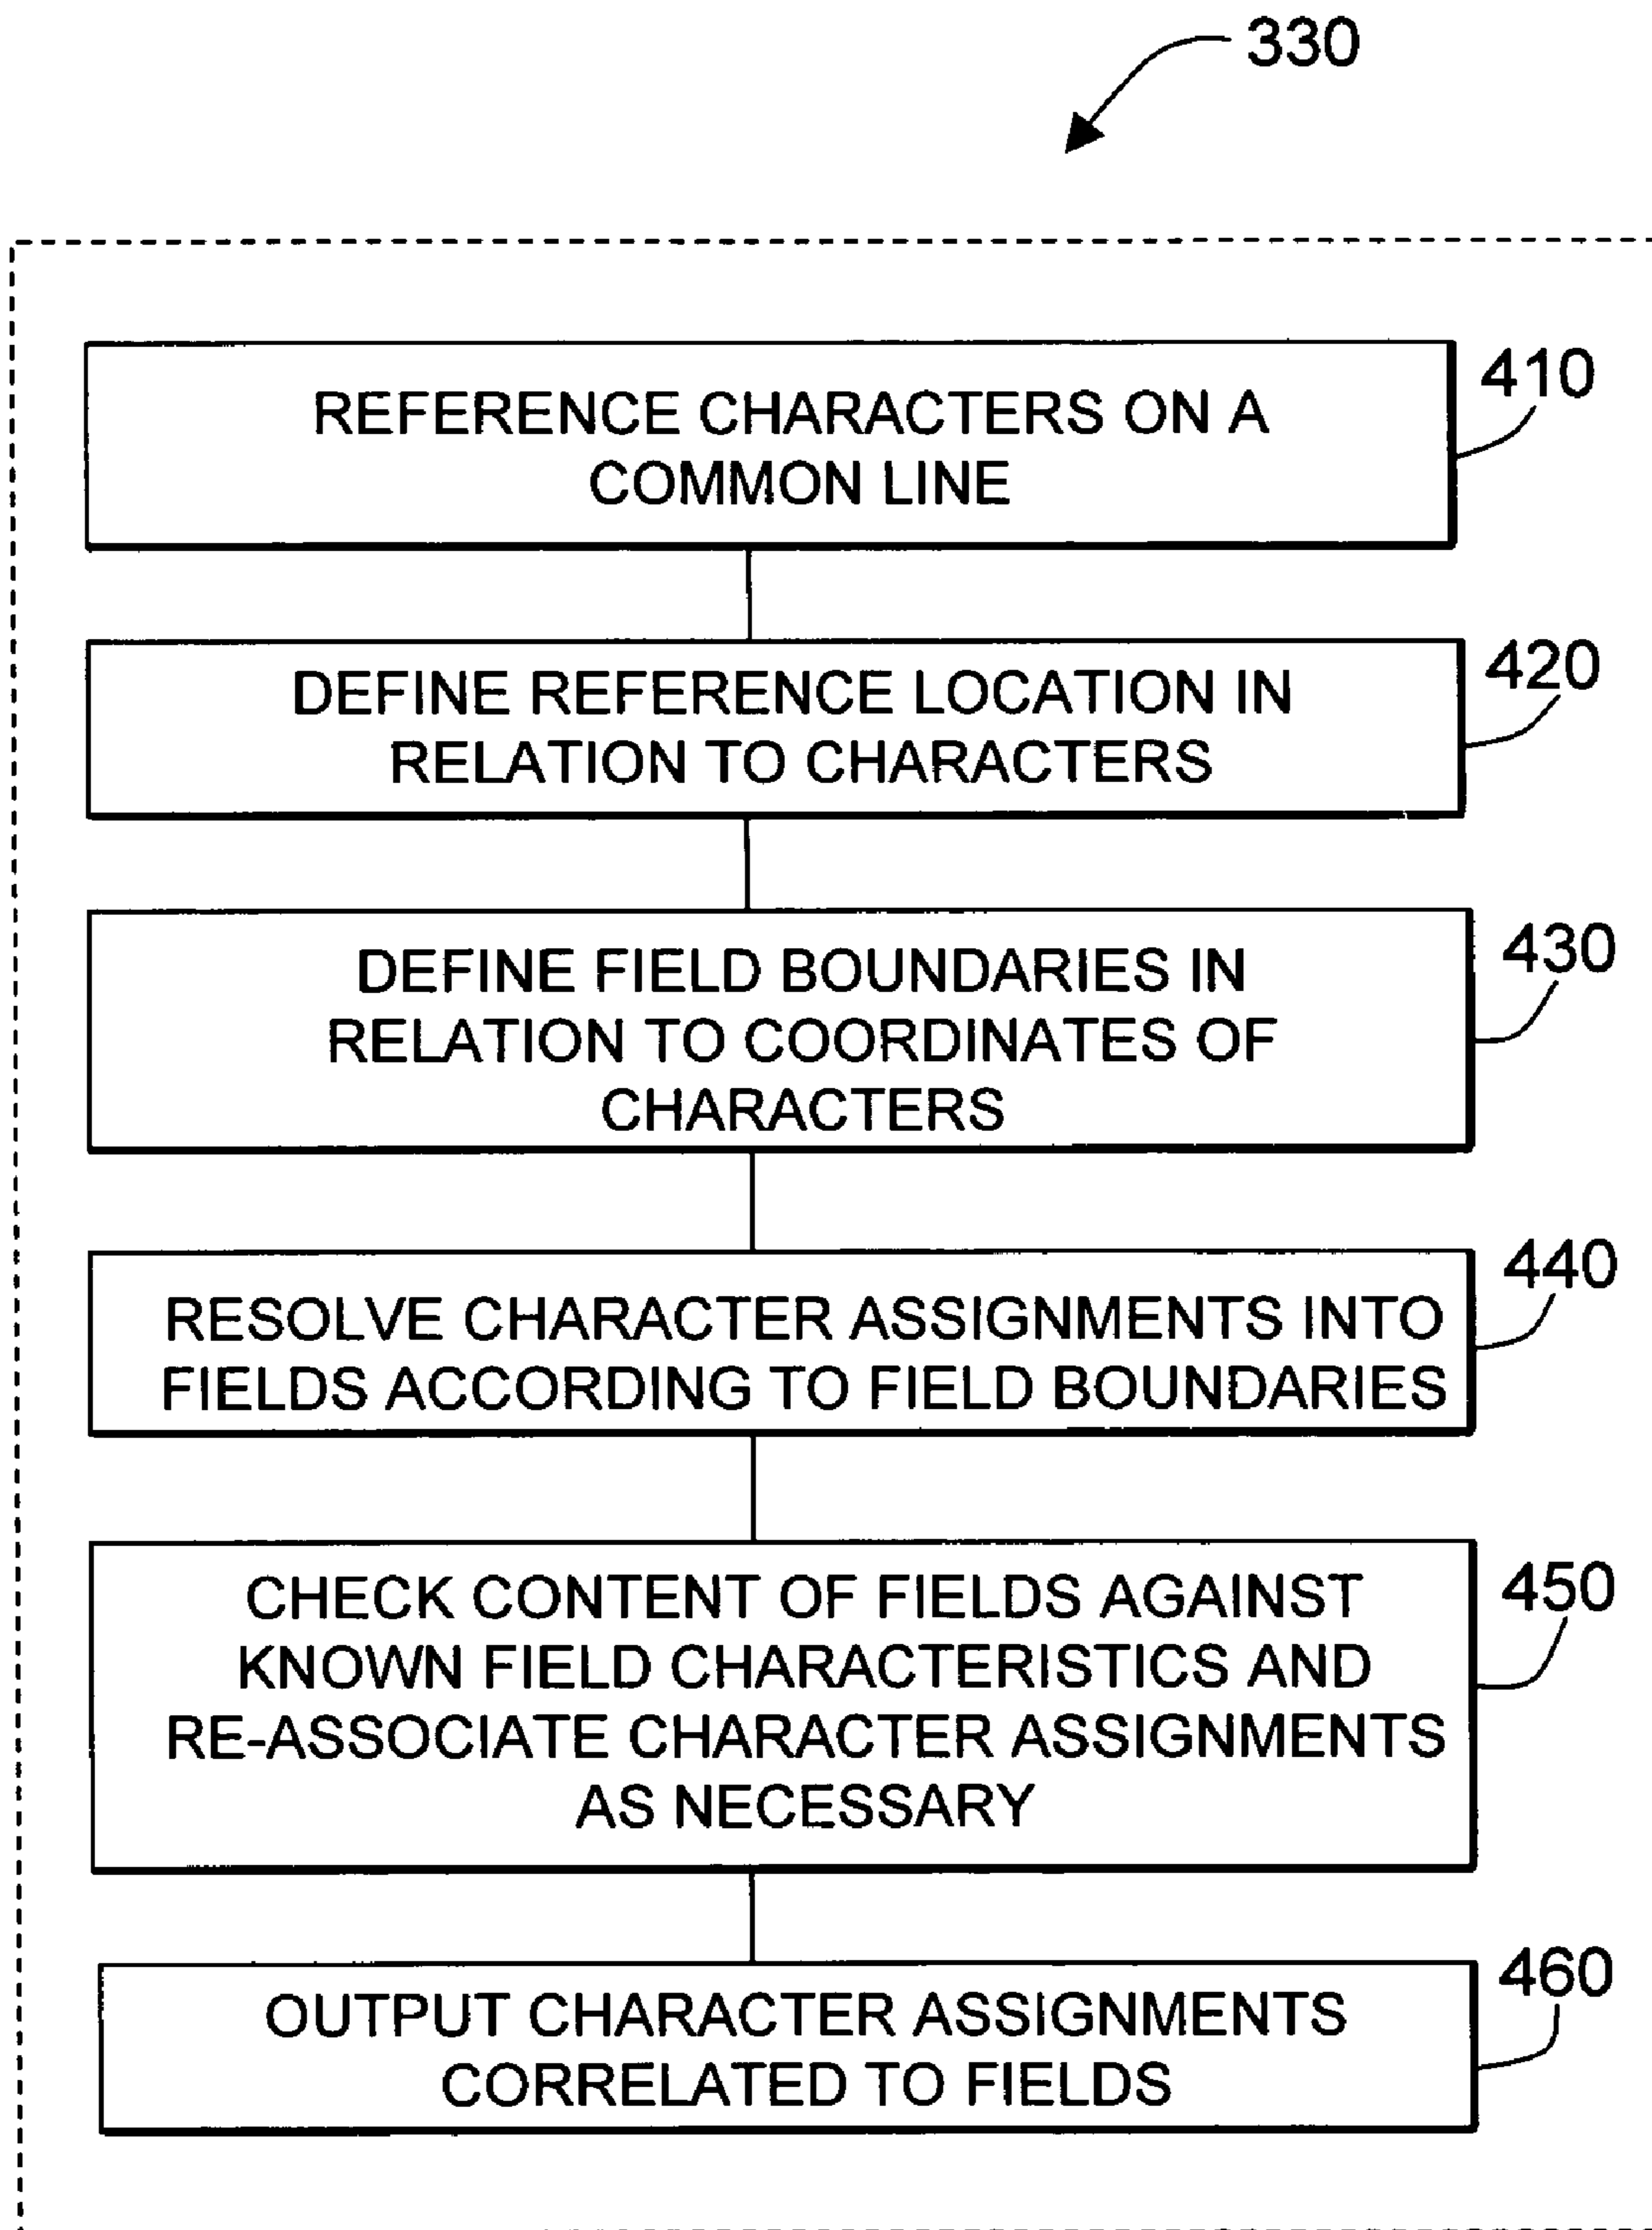 330
REFERENCE CHARACTERS ON A
COMMON LINE
410
DEFINE REFERENCE LOCATION IN
RELATION TO CHARACTERS
420
DEFINE FIELD BOUNDARIES IN
RELATION TO COORDINATES OF
CHARACTERS
430
RESOLVE CHARACTER ASSIGNMENTS INTO
FIELDS ACCORDING TO FIELD BOUNDARIES
440
CHECK CONTENT OF FIELDS AGAINST
KNOWN FIELD CHARACTERISTICS AND
RE-ASSOCIATE CHARACTER ASSIGNMENTS
AS NECESSARY
450
OUTPUT CHARACTER ASSIGNMENTS
CORRELATED TO FIELDS
460